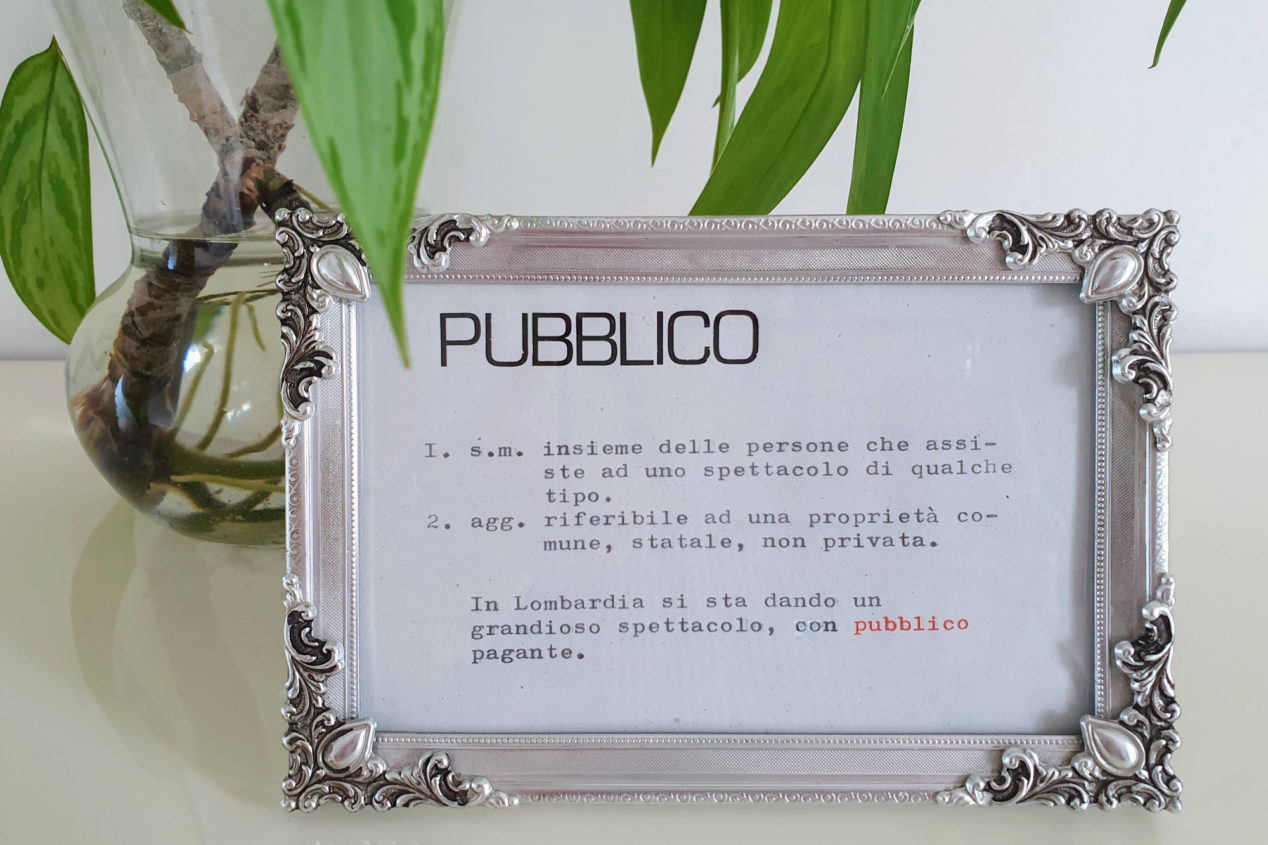 PUBBLICO
I. s.m. insieme delle persone che assi-
ste ad uno spettacolo di qualche
tipo.
2. agg. riferibile ad una proprietà co-
mune, statale, non privata.
In Lombardia si sta dando un
grandioso spettacolo, con pubblico
pagante.